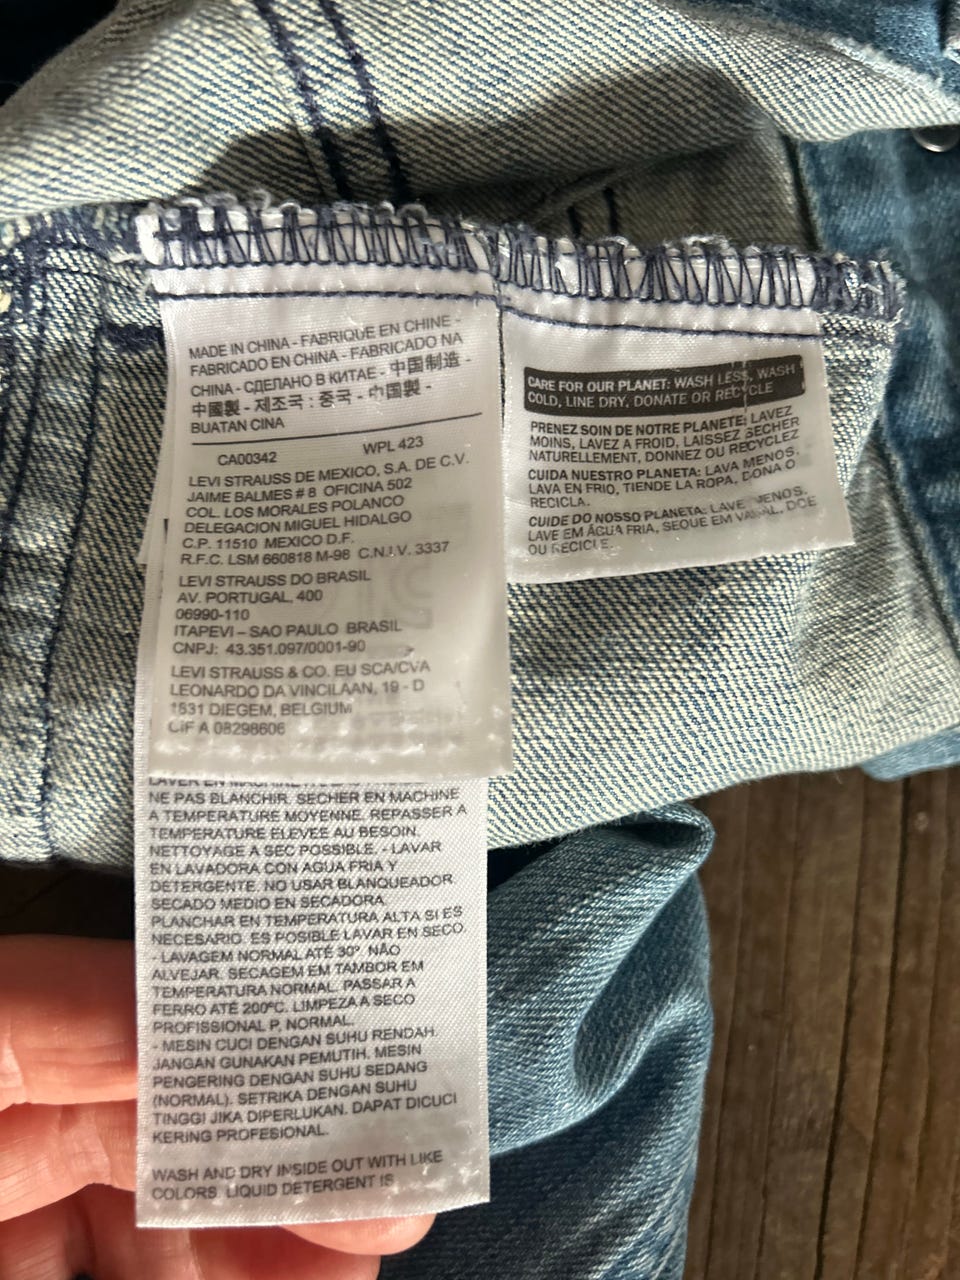 MADE IN CHINA - FABRIQUE EN CHINE -
FABRICADO EN CHINA - FABRICADO NA
CHINA - СДЕЛАНО В КИТАЕ - 中国制造 -
中國製 - 제조국 : 중국 - 中国製 -
BUATAN CINA
CA00342 WPL 423
LEVI STRAUSS DE MEXICO, S.A. DE C.V.
JAIME BALMES # 8 OFICINA 502
COL. LOS MORALES POLANCO
DELEGACION MIGUEL HIDALGO
C.P. 11510 MEXICO D.F.
R.F.C. LSM 660818 M-98 C.N.I.V. 3337
LEVI STRAUSS DO BRASIL
AV. PORTUGAL, 400
06990-110
ITAPEVI – SAO PAULO BRASIL
CNPJ: 43.351.097/0001-90
LEVI STRAUSS & CO. EU SCA/CVA
LEONARDO DA VINCILAAN, 19 - D
1831 DIEGEM, BELGIUM
CIF A 08298606
LAVER EN MACHINE
NE PAS BLANCHIR. SECHER EN MACHINE
A TEMPERATURE MOYENNE. REPASSER A
TEMPERATURE ELEVEE AU BESOIN.
NETTOYAGE A SEC POSSIBLE. - LAVAR
EN LAVADORA CON AGUA FRIA Y
DETERGENTE. NO USAR BLANQUEADOR
SECADO MEDIO EN SECADORA
PLANCHAR EN TEMPERATURA ALTA SI ES
NECESARIO. ES POSIBLE LAVAR EN SECO.
- LAVAGEM NORMAL ATÉ 30°. NÃO
ALVEJAR. SECAGEM EM TAMBOR EM
TEMPERATURA NORMAL. PASSAR A
FERRO ATÉ 200ºC. LIMPEZA A SECO
PROFISSIONAL P, NORMAL.
- MESIN CUCI DENGAN SUHU RENDAH.
JANGAN GUNAKAN PEMUTIH. MESIN
PENGERING DENGAN SUHU SEDANG
(NORMAL). SETRIKA DENGAN SUHU
TINGGI JIKA DIPERLUKAN. DAPAT DICUCI
KERING PROFESIONAL.
WASH AND DRY INSIDE OUT WITH LIKE
COLORS. LIQUID DETERGENT IS
CARE FOR OUR PLANET: WASH LESS, WASH
COLD, LINE DRY, DONATE OR RECYCLE
PRENEZ SOIN DE NOTRE PLANETE: LAVEZ
MOINS, LAVEZ A FROID, LAISSEZ SECHER
NATURELLEMENT, DONNEZ OU RECYCLEZ
CUIDA NUESTRO PLANETA: LAVA MENOS,
LAVA EN FRIO, TIENDE LA ROPA, DONA O
RECICLA.
CUIDE DO NOSSO PLANETA: LAVE MENOS,
LAVE EM ÁGUA FRIA, SEQUE EM VARAL, DOE
OU RECICLE.